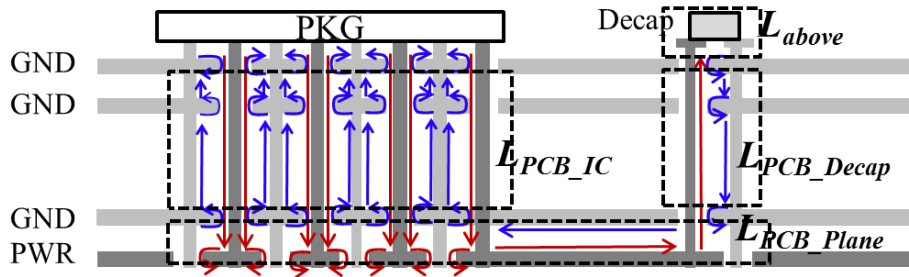 PKG
Decap
L_above
GND
GND
L_PCB_IC
L_PCB_Decap
GND
L_PCB_Plane
PWR